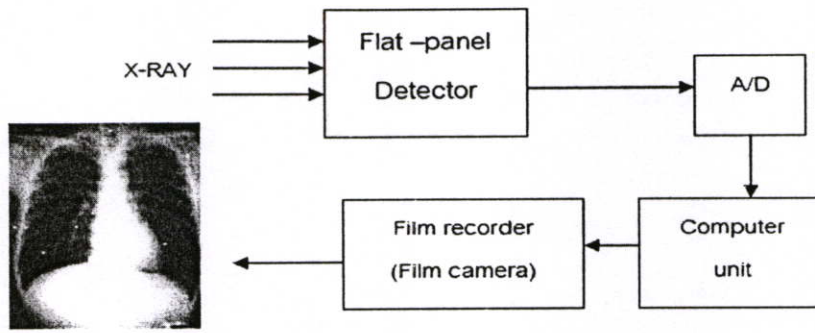 Flat –panel
Detector
X-RAY
A/D
Computer
unit
Film recorder
(Film camera)